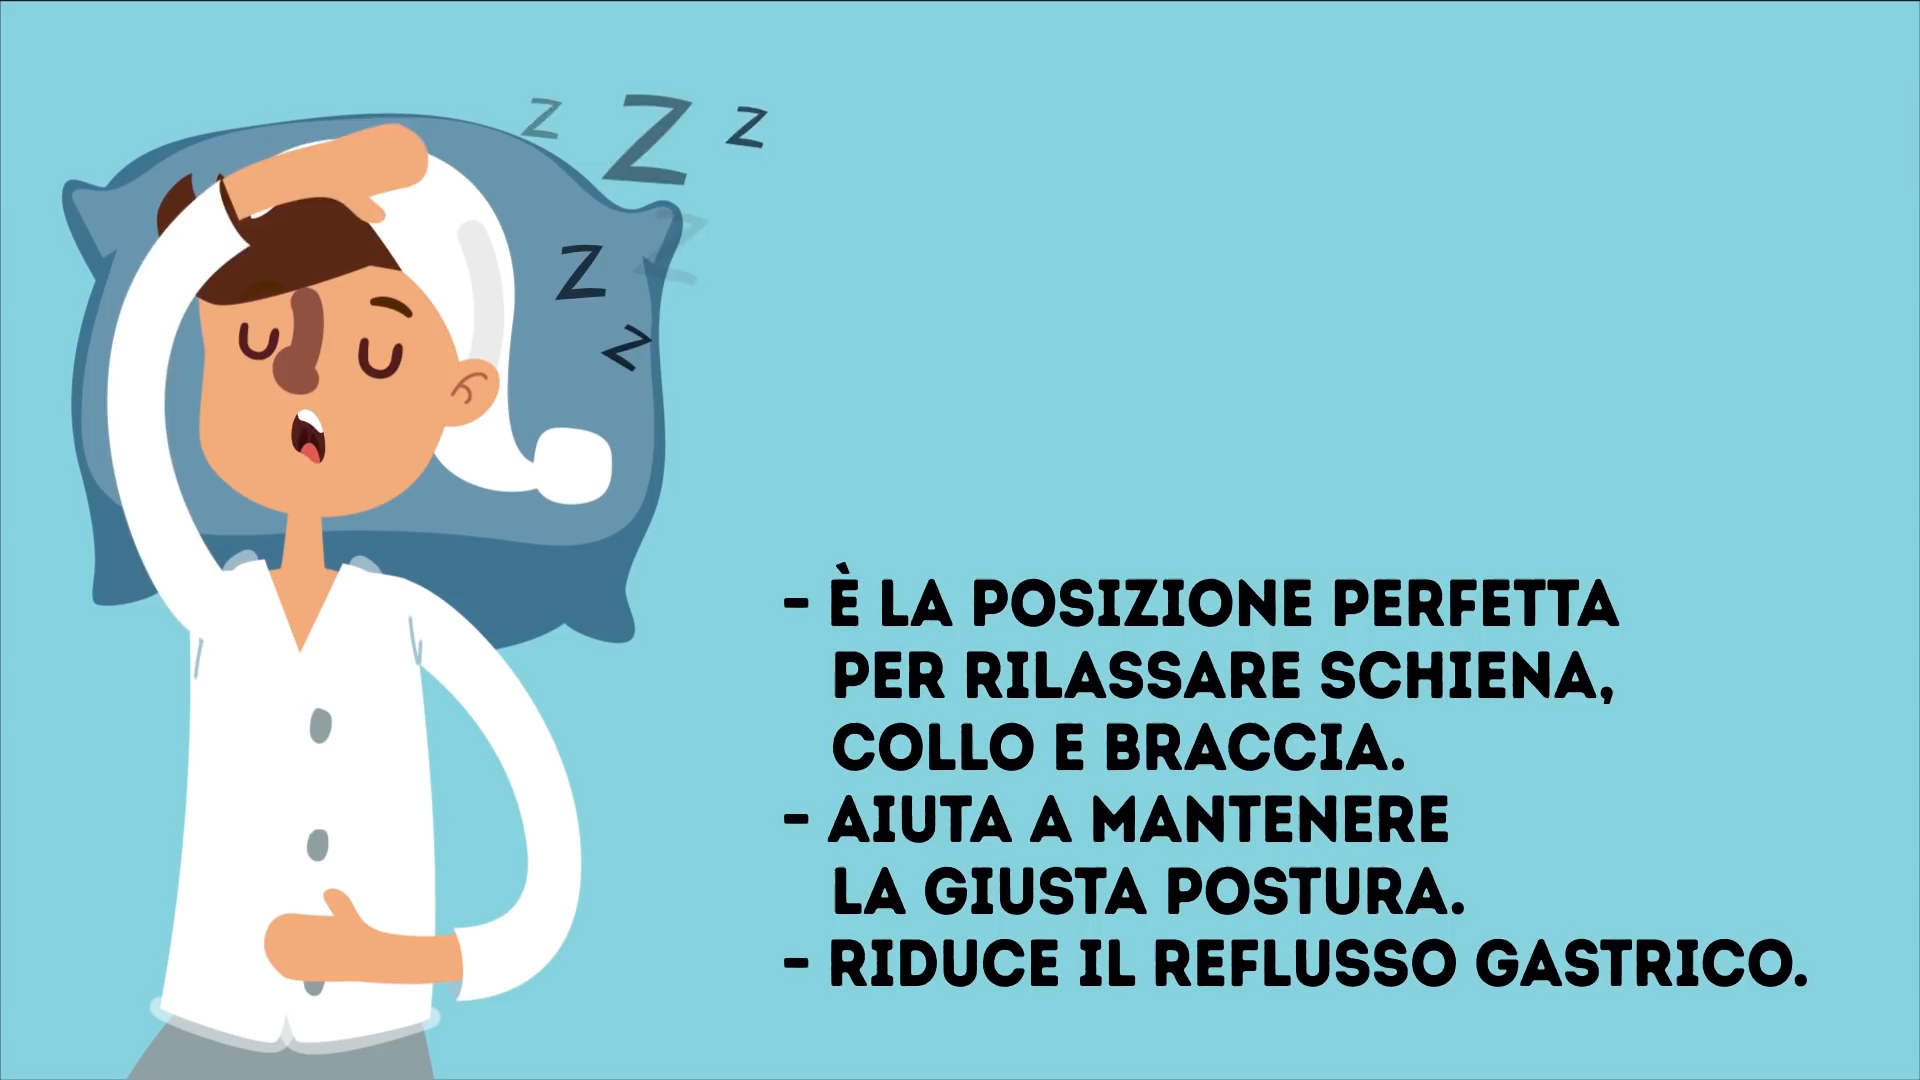 z Z z
z
z
z
- È LA POSIZIONE PERFETTA
PER RILASSARE SCHIENA,
COLLO E BRACCIA.
- AIUTA A MANTENERE
LA GIUSTA POSTURA.
- RIDUCE IL REFLUSSO GASTRICO.